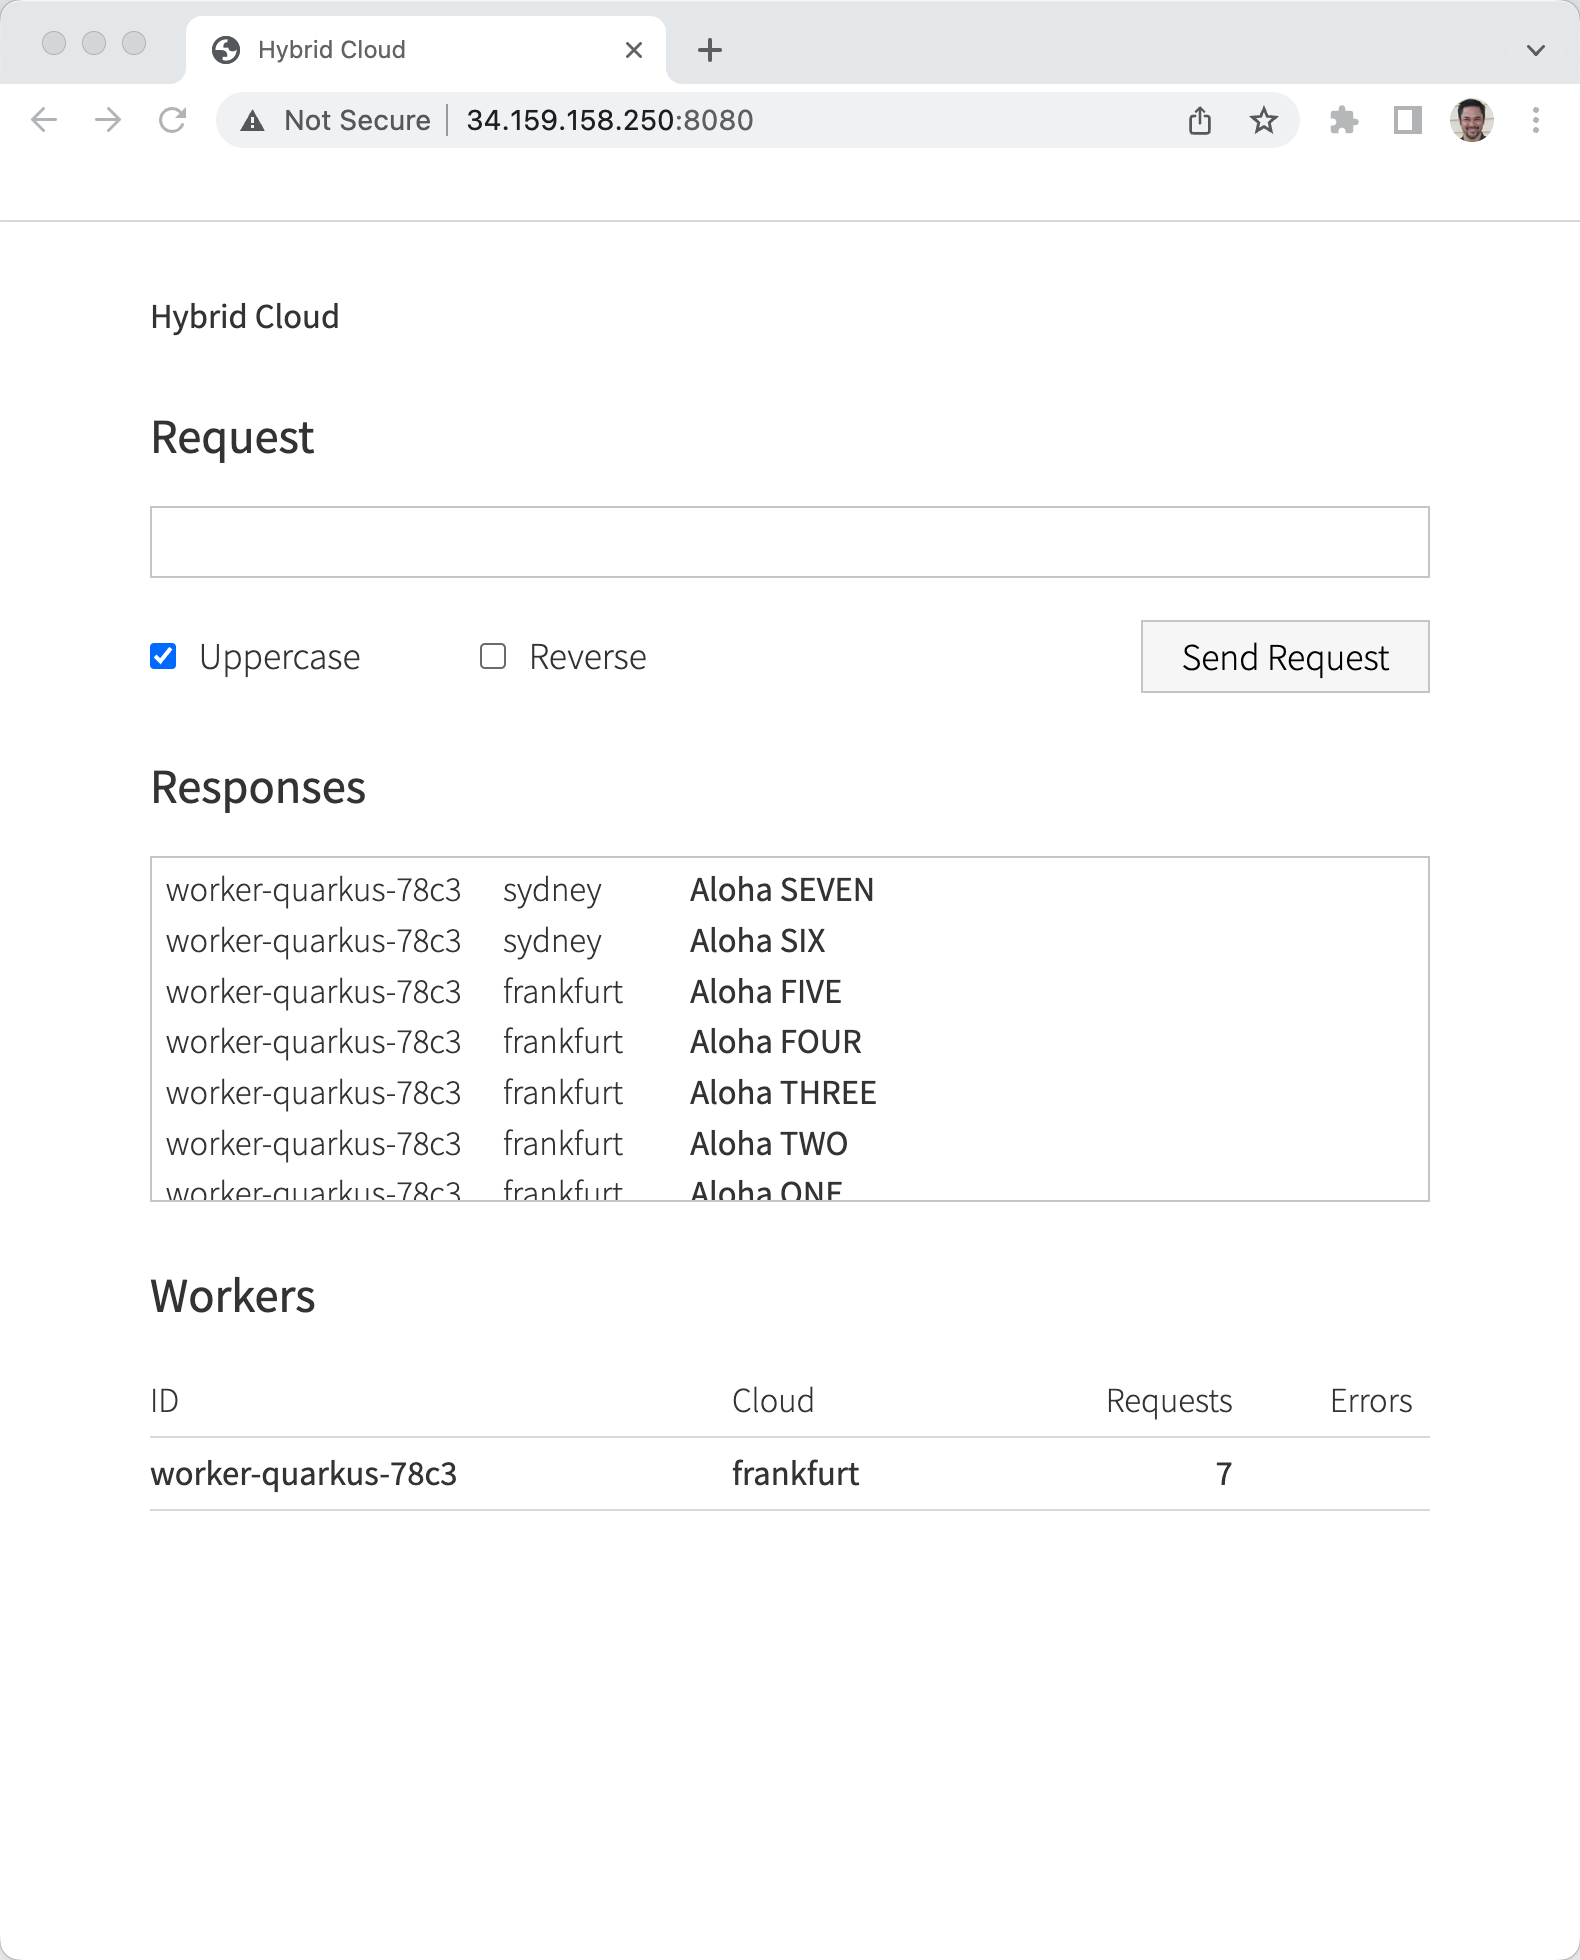 Hybrid Cloud
Not Secure 34.159.158.250:8080
Hybrid Cloud
Request
Uppercase Reverse Send Request
Responses
worker-quarkus-78c3 sydney Aloha SEVEN
worker-quarkus-78c3 sydney Aloha SIX
worker-quarkus-78c3 frankfurt Aloha FIVE
worker-quarkus-78c3 frankfurt Aloha FOUR
worker-quarkus-78c3 frankfurt Aloha THREE
worker-quarkus-78c3 frankfurt Aloha TWO
worker-quarkus-78c3 frankfurt Aloha ONE
Workers
ID Cloud Requests Errors
worker-quarkus-78c3 frankfurt 7